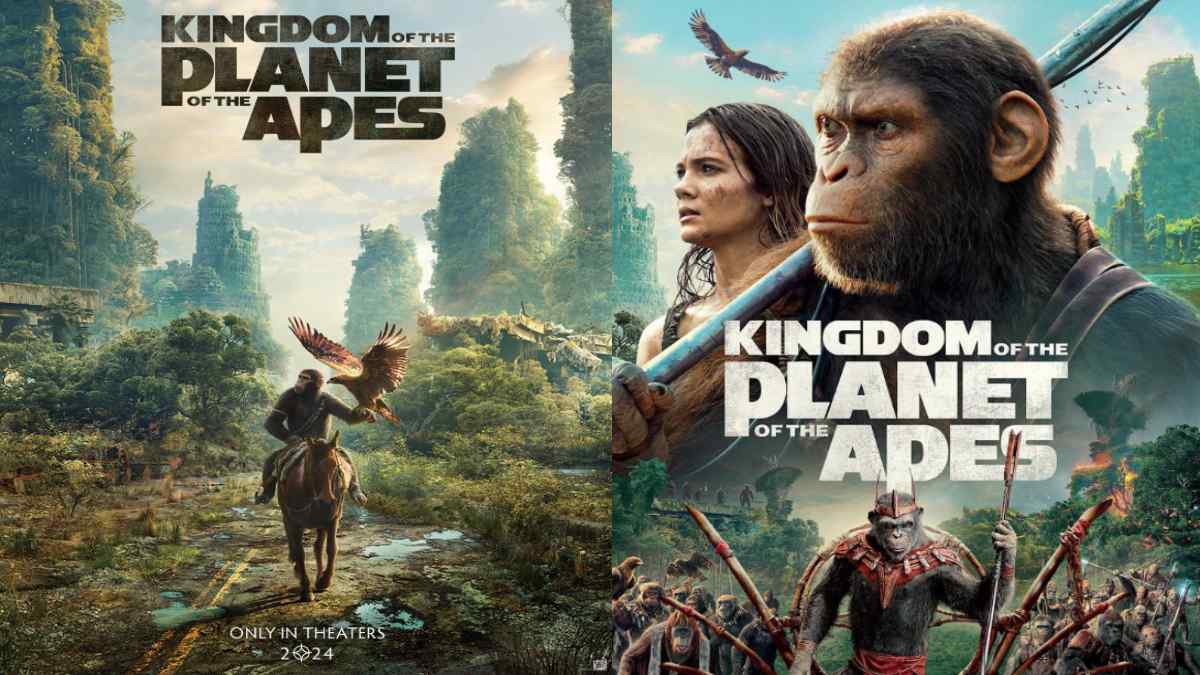 KINGDOM OF THE
PLANET
OF THE APES
ONLY IN THEATERS
2024
KINGDOM OF THE
PLANET
OF THE APES